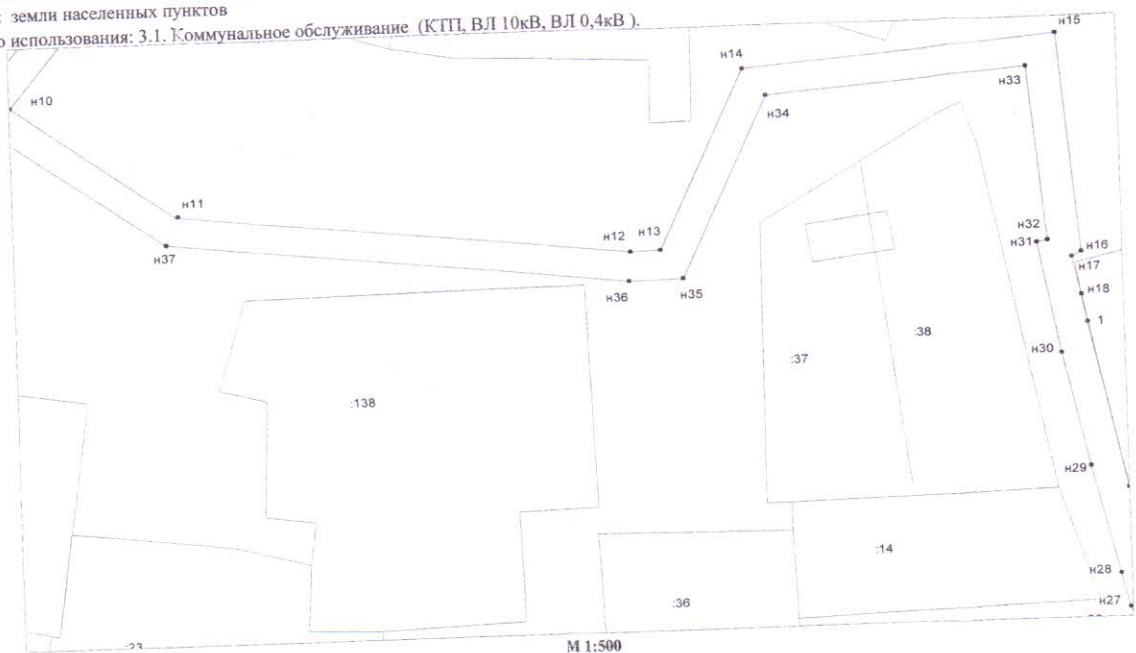 : земли населенных пунктов
о использования: 3.1. Коммунальное обслуживание (КТП, ВЛ 10кВ, ВЛ 0,4кВ ).
н15
н14
н33
н10
н34
н11
н32
н12
н13
н31
н16
н37
н17
н36
н35
н18
1
:38
н30
:37
:138
н29
:14
н28
:36
н27
:23
М 1:500